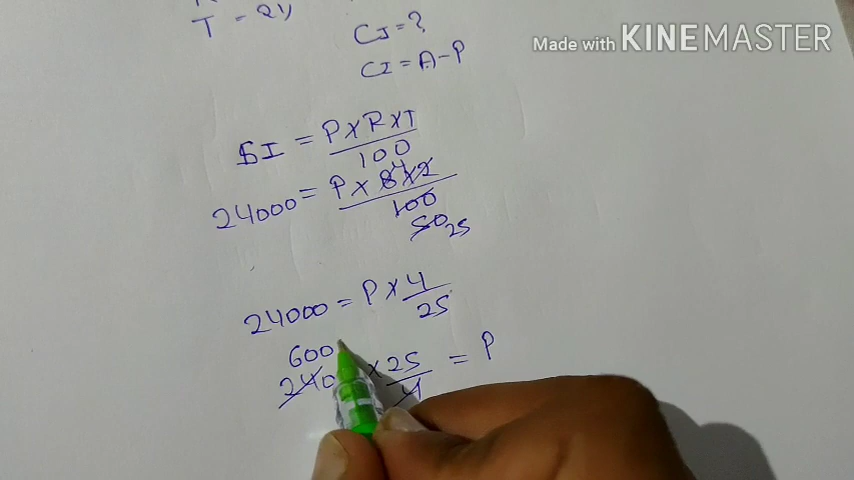 T = 2y
CI = ?
Made with KINEMASTER
CI = A - P
SI = P x R x T / 100
24000 = P x 8 4 x 2 / 100 50 25
24000 = P x 4 / 25
600
240 x 25 / 4 = P